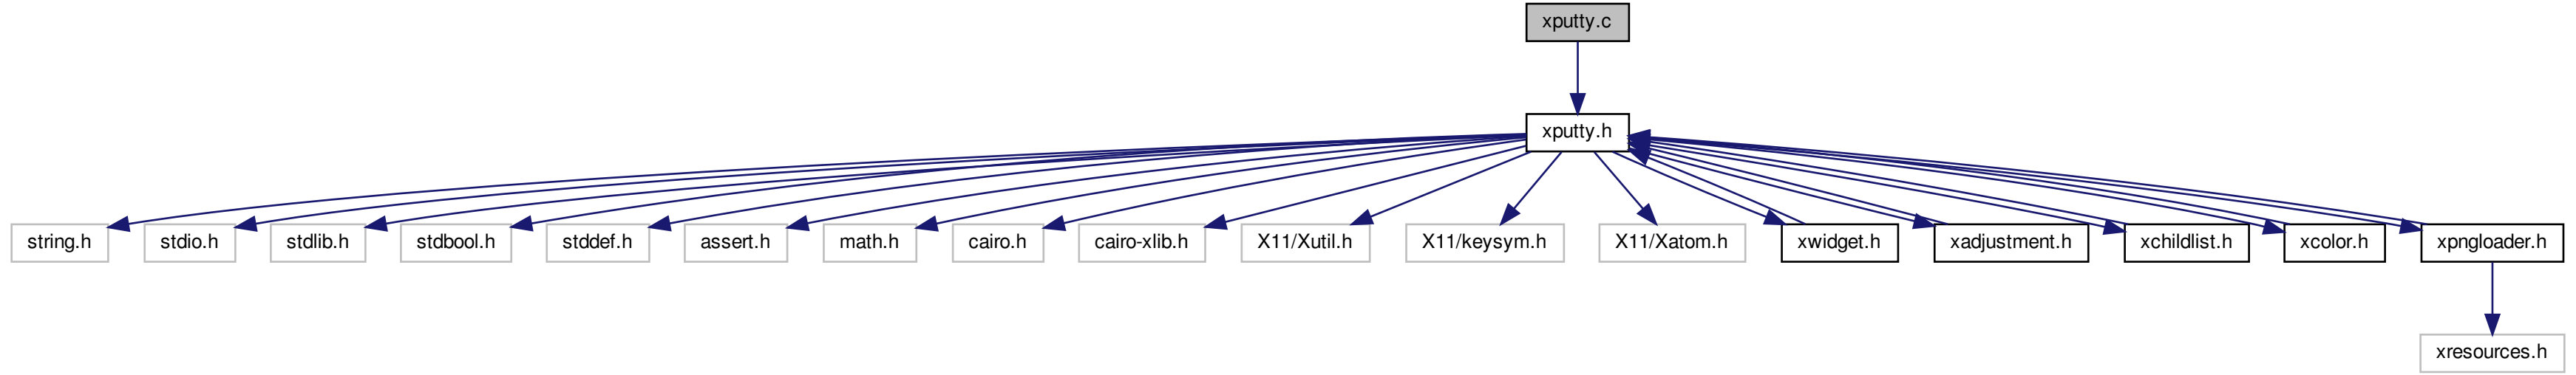 xputty.c
xputty.h
string.h
stdio.h
stdlib.h
stdbool.h
stddef.h
assert.h
math.h
cairo.h
cairo-xlib.h
X11/Xutil.h
X11/keysym.h
X11/Xatom.h
xwidget.h
xadjustment.h
xchildlist.h
xcolor.h
xpngloader.h
xresources.h